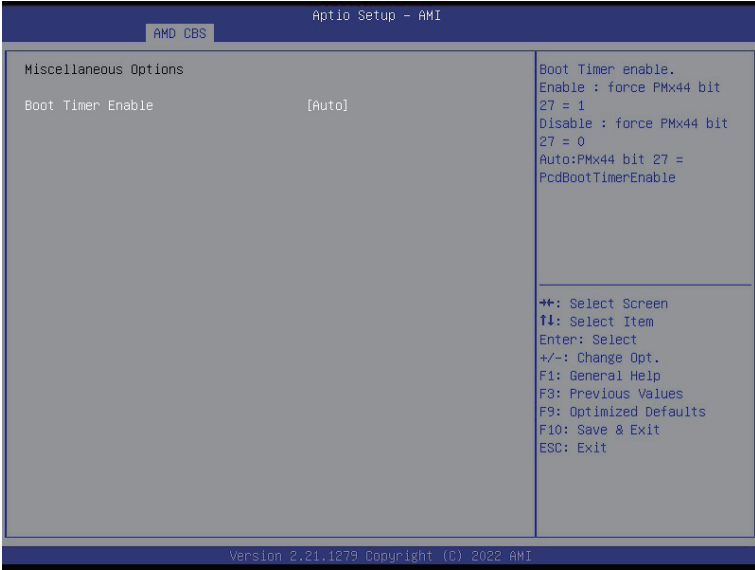 Aptio Setup – AMI
AMD CBS
Miscellaneous Options
Boot Timer Enable [Auto]
Boot Timer enable.
Enable : force PMx44 bit
27 = 1
Disable : force PMx44 bit
27 = 0
Auto:PMx44 bit 27 =
PcdBootTimerEnable
→←: Select Screen
↑↓: Select Item
Enter: Select
+/-: Change Opt.
F1: General Help
F3: Previous Values
F9: Optimized Defaults
F10: Save & Exit
ESC: Exit
Version 2.21.1279 Copyright (C) 2022 AMI